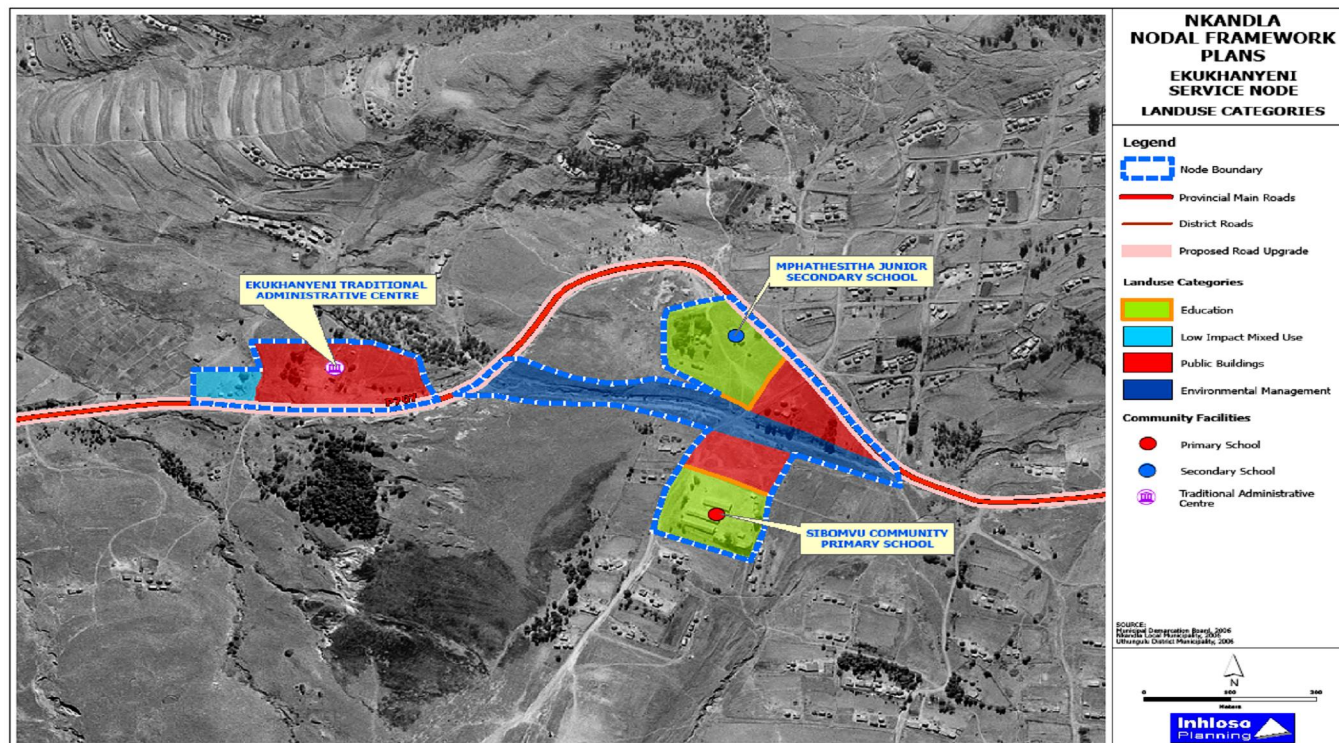 NKANDLA
NODAL FRAMEWORK
PLANS
EKUKHANYENI
SERVICE NODE
LANDUSE CATEGORIES
Legend
Node Boundary
Provincial Main Roads
District Roads
Proposed Road Upgrade
Landuse Categories
Education
Low Impact Mixed Use
Public Buildings
Environmental Management
Community Facilities
Primary School
Secondary School
Traditional Administrative
Centre
SOURCE:
Municipal Demarcation Board, 2006
Nkandla Local Municipality, 2006
Uthungulu District Municipality, 2006
N
0
Meters
Inhloso
Planning
MPHATHESITHA JUNIOR
SECONDARY SCHOOL
EKUKHANYENI TRADITIONAL
ADMINISTRATIVE CENTRE
SIBOMVU COMMUNITY
PRIMARY SCHOOL